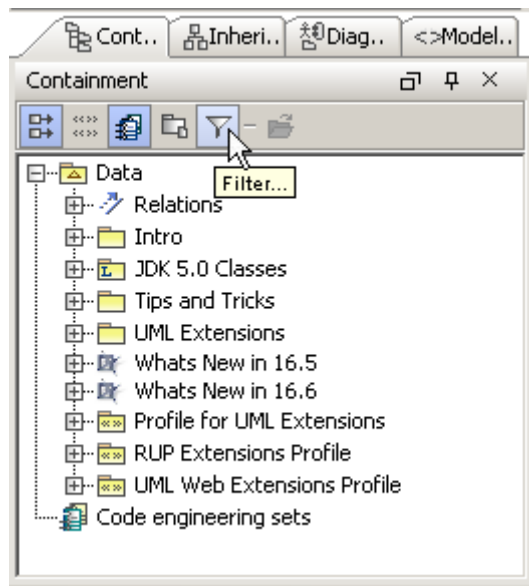 Cont.. Inheri.. Diag.. <>Model..
Containment
Filter...
Data
Relations
Intro
JDK 5.0 Classes
Tips and Tricks
UML Extensions
Whats New in 16.5
Whats New in 16.6
Profile for UML Extensions
RUP Extensions Profile
UML Web Extensions Profile
Code engineering sets